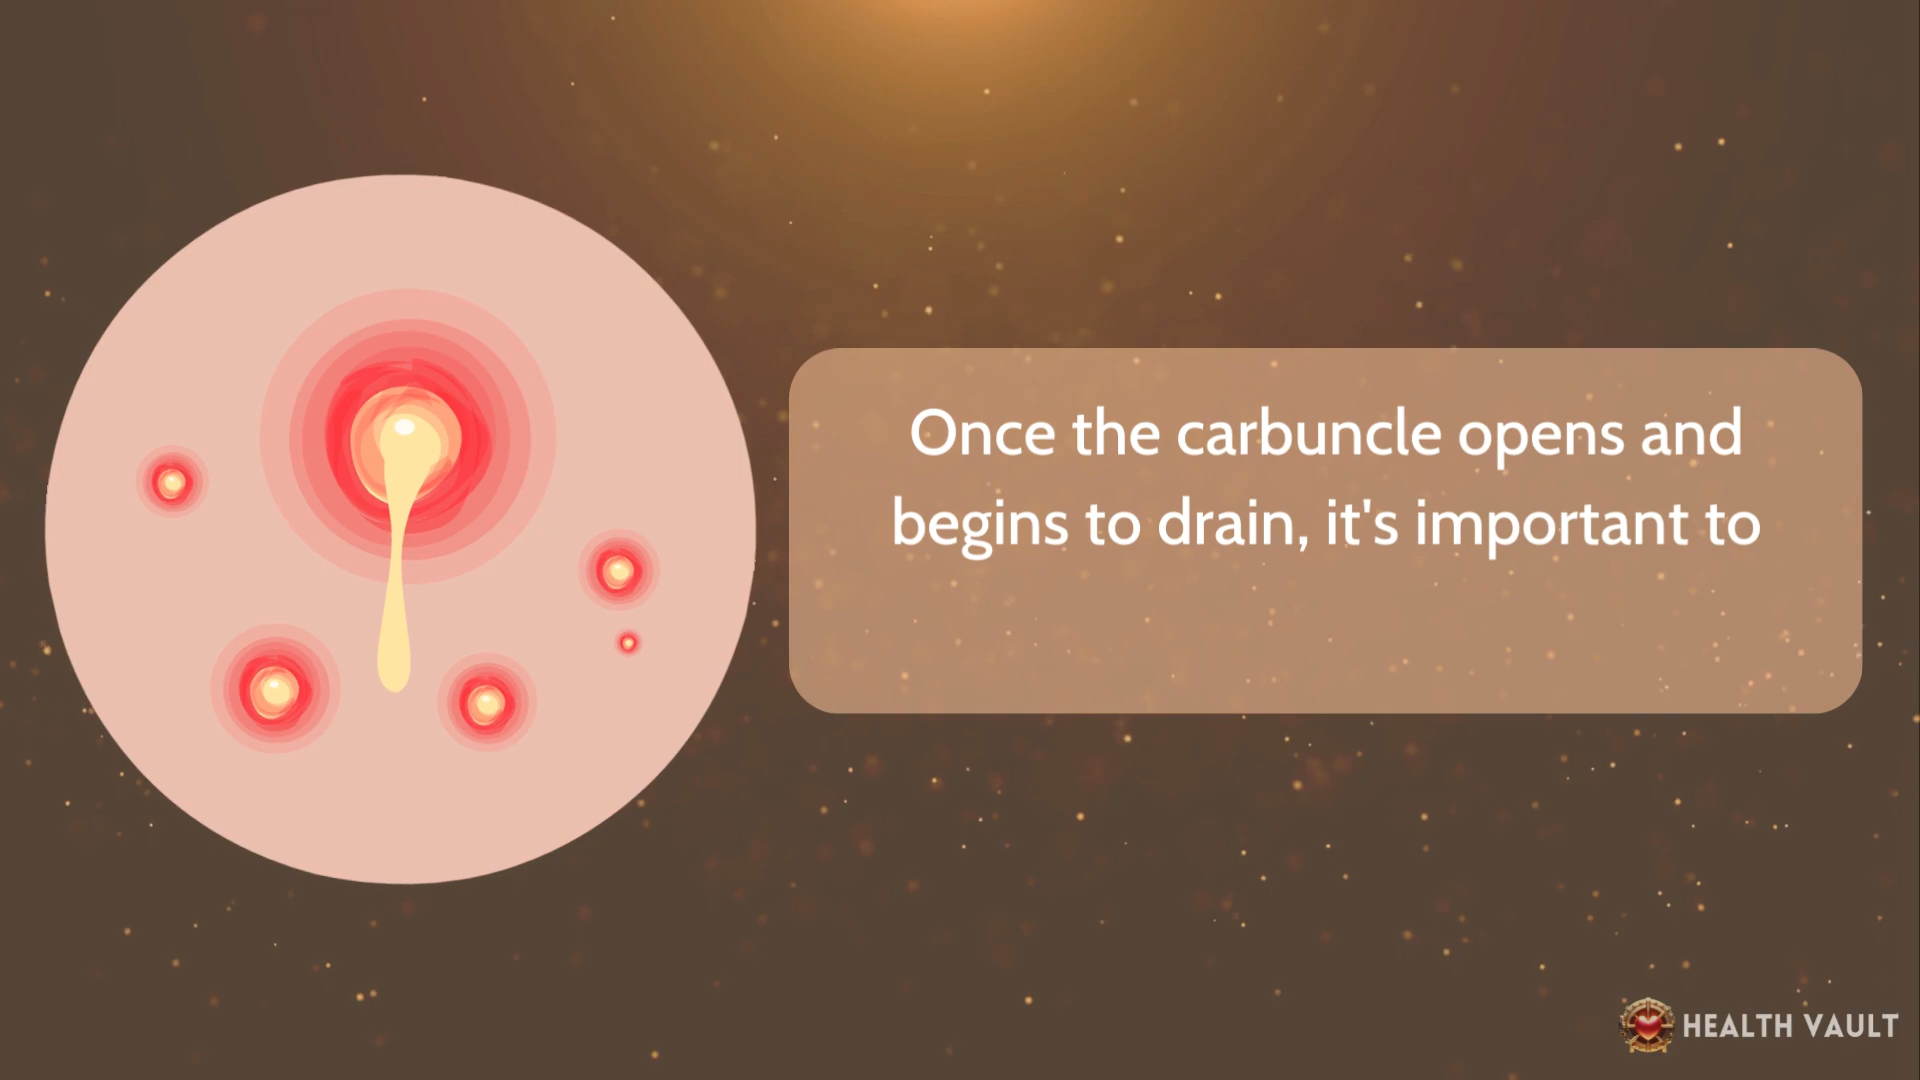 Once the carbuncle opens and
begins to drain, it's important to
HEALTH VAULT